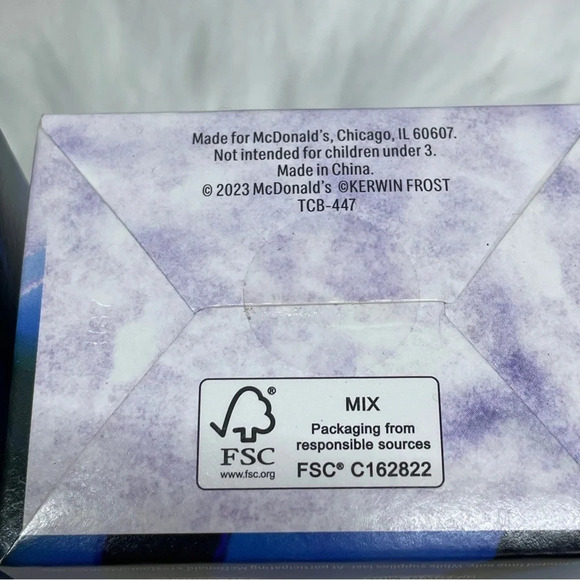 Made for McDonald's, Chicago, IL 60607.
Not intended for children under 3.
Made in China.
© 2023 McDonald's ©KERWIN FROST
TCB-447
®
FSC
www.fsc.org
MIX
Packaging from
responsible sources
FSC® C162822